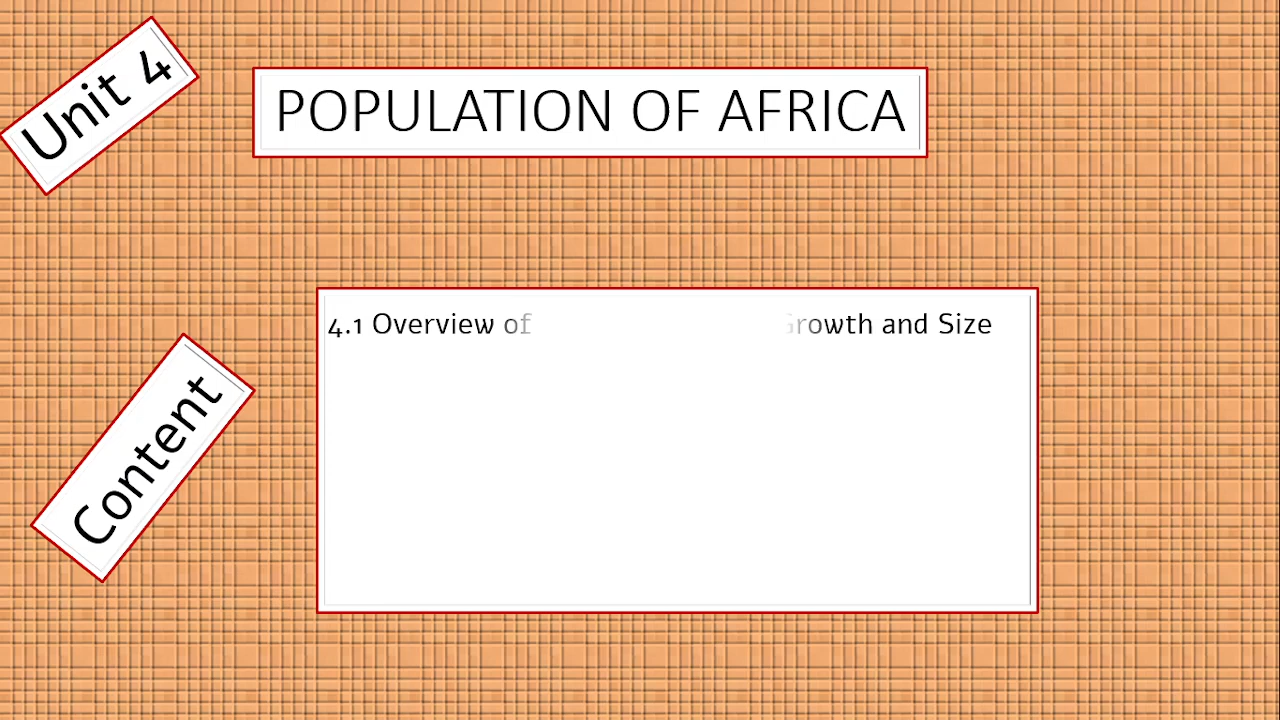 Unit 4
POPULATION OF AFRICA
Content
4.1 Overview of Growth and Size